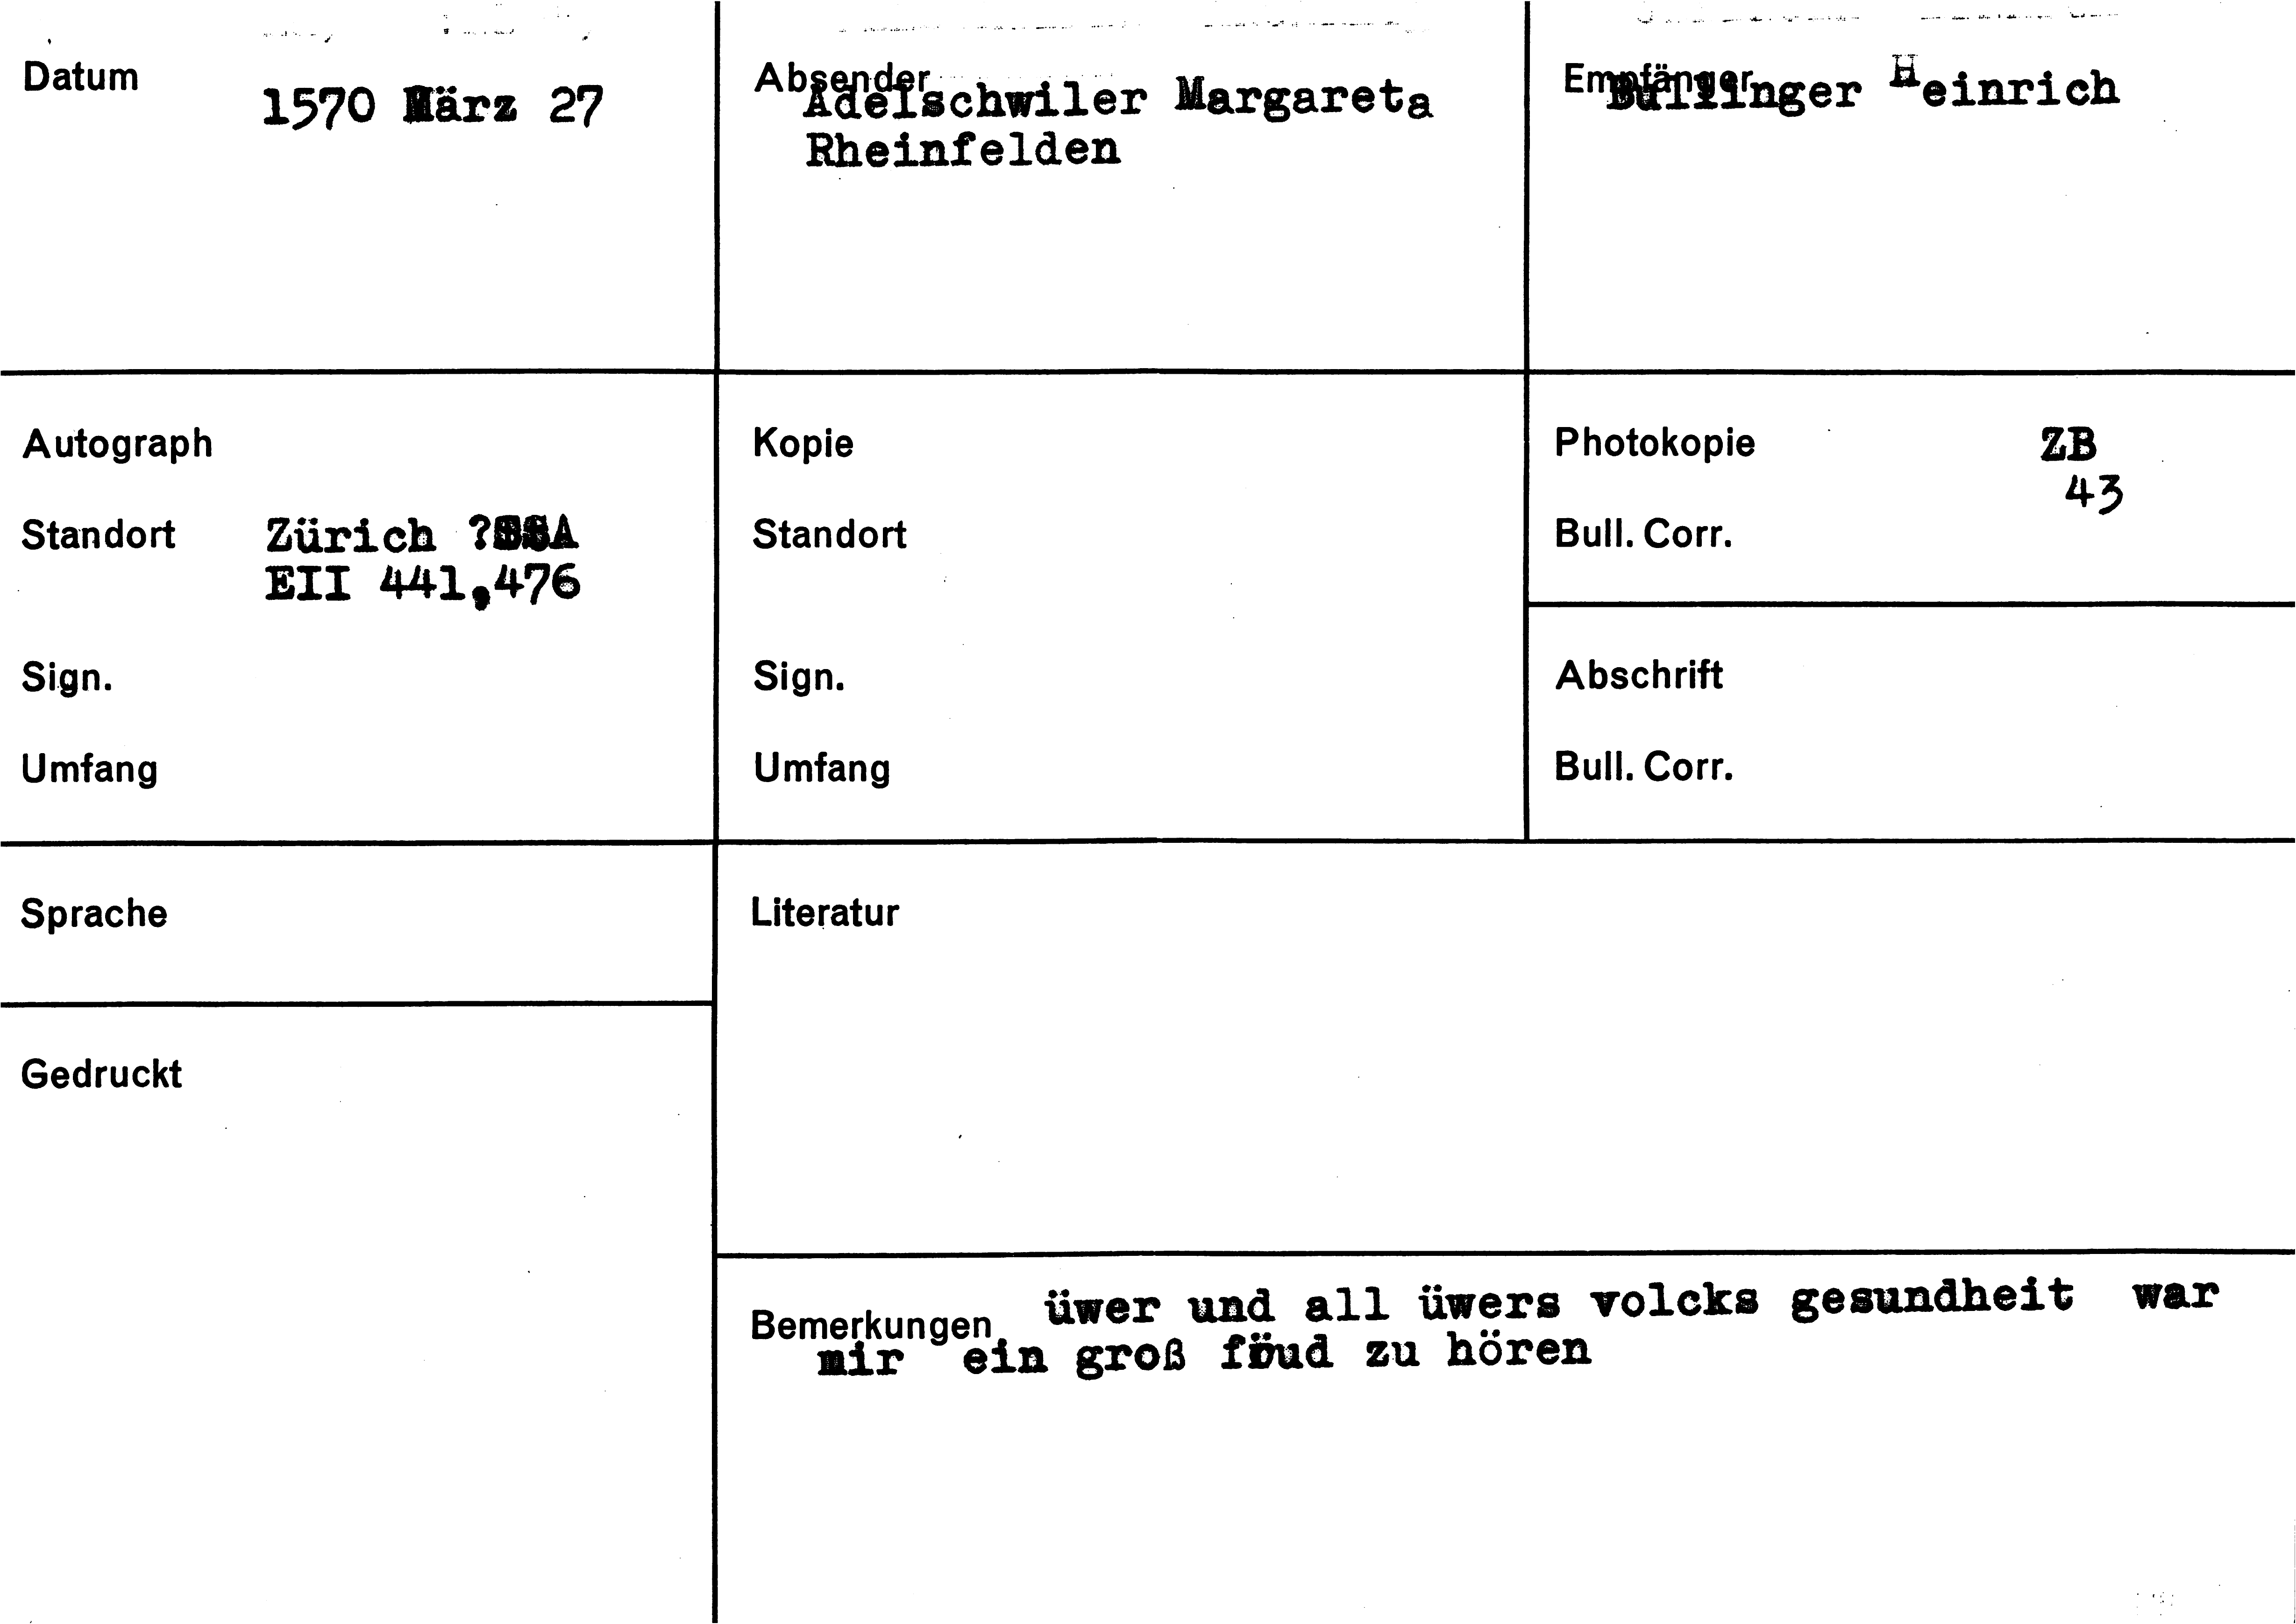 Datum
1570 März 27
Absender
Adelschwiler Margareta
Rheinfelden
Empfänger
Bullinger Heinrich
Autograph
Standort Zürich
EII 441,476
Sign.
Umfang
Kopie
Standort
Sign.
Umfang
Photokopie ZB
43
Bull. Corr.
Abschrift
Bull. Corr.
Sprache
Gedruckt
Literatur
Bemerkungen üwer und all üwers volcks gesundheit war
mir ein groß zu hören